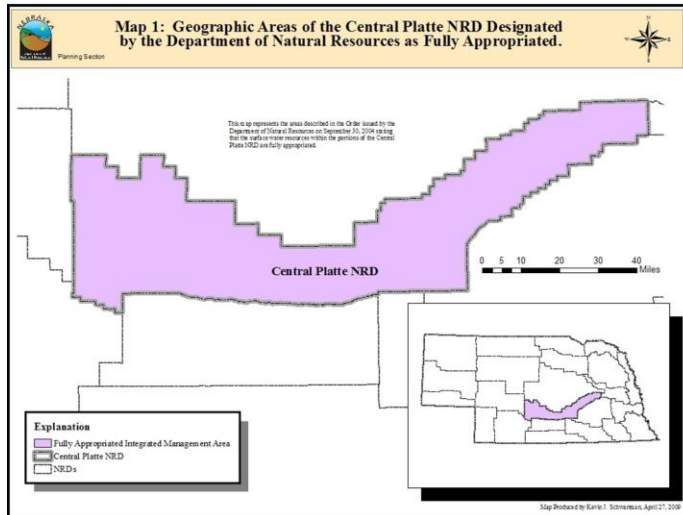 NEBRASKA
Map 1: Geographic Areas of the Central Platte NRD Designated
by the Department of Natural Resources as Fully Appropriated.
Planning Section
This map represents the areas described in the Order issued by the
Department of Natural Resources on September 30, 2004 stating
that the surface water resources within the portions of the Central
Platte NRD are fully appropriated.
Central Platte NRD
0 5 10 20 30 40
Miles
Explanation
Fully Appropriated Integrated Management Area
Central Platte NRD
NRDs
Map Produced by Kevin J. Schwartman, April 27, 2009